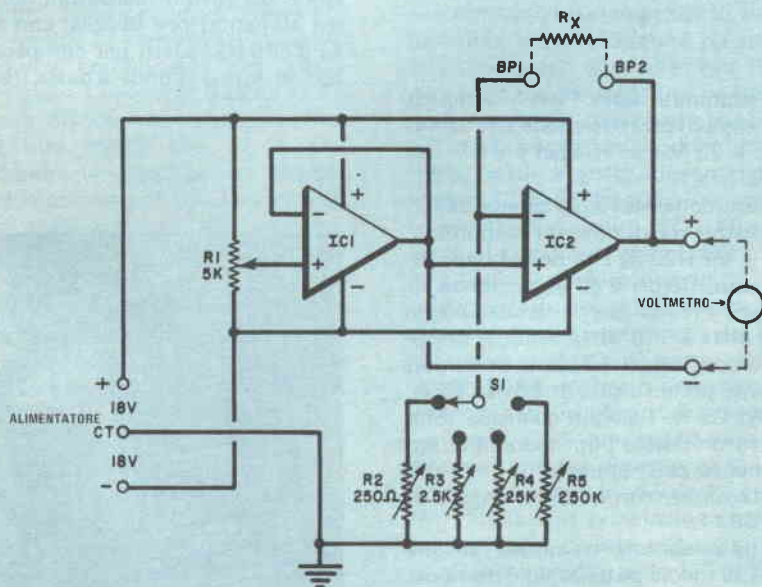 RX
BP1
BP2
+
-
IC1
-
+
+
-
IC2
-
+
R1
5K
+
VOLTMETRO→
-
+
18V
ALIMENTATORE
CT
18V
-
S1
R2
250Ω
R3
2.5K
R4
25K
R5
250K